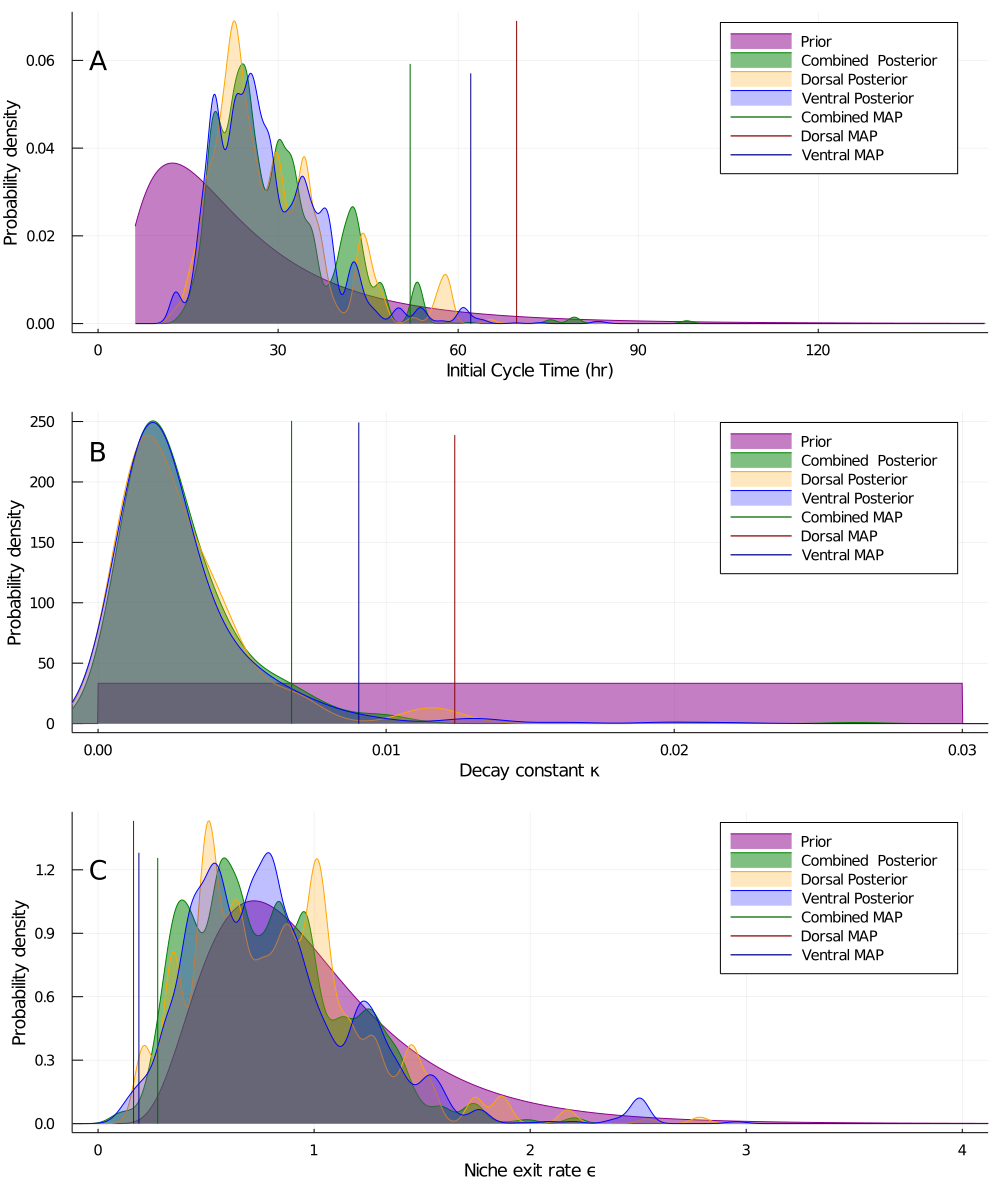 A
Probability density
0.06
0.04
0.02
0.00
0
30
60
90
120
Initial Cycle Time (hr)
Prior
Combined Posterior
Dorsal Posterior
Ventral Posterior
Combined MAP
Dorsal MAP
Ventral MAP
B
Probability density
250
200
150
100
50
0
0.00
0.01
0.02
0.03
Decay constant κ
Prior
Combined Posterior
Dorsal Posterior
Ventral Posterior
Combined MAP
Dorsal MAP
Ventral MAP
C
Probability density
1.2
0.9
0.6
0.3
0.0
0
1
2
3
4
Niche exit rate ϵ
Prior
Combined Posterior
Dorsal Posterior
Ventral Posterior
Combined MAP
Dorsal MAP
Ventral MAP